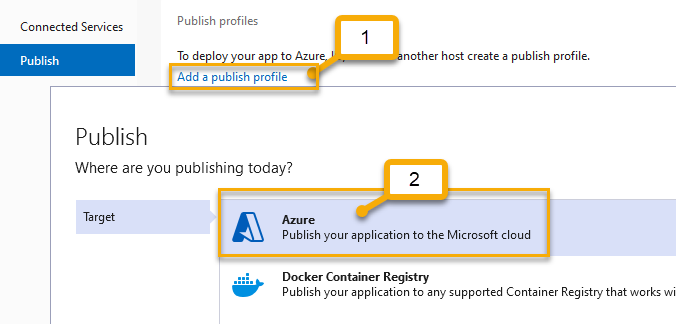 Connected Services
Publish
Publish profiles
1
To deploy your app to Azure, another host create a publish profile.
Add a publish profile
Publish
Where are you publishing today?
2
Target
Azure
Publish your application to the Microsoft cloud
Docker Container Registry
Publish your application to any supported Container Registry that works